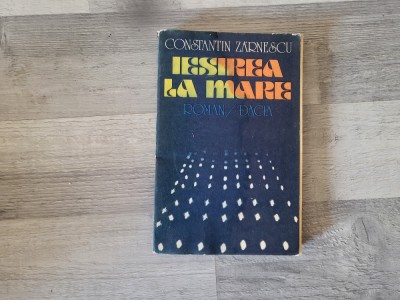 CONSTANTIN ZARNESCU
IESIREA
LA MARE
ROMAN / DACIA